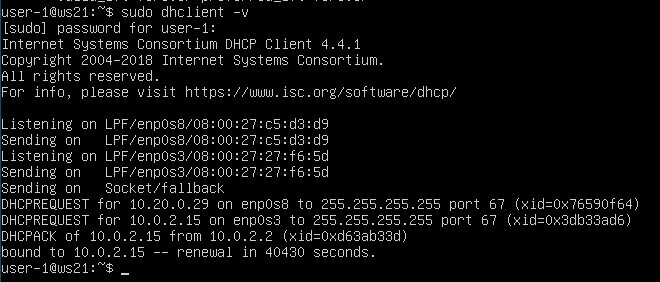 user-1@ws21:~$ sudo dhclient -v
[sudo] password for user-1:
Internet Systems Consortium DHCP Client 4.4.1
Copyright 2004-2018 Internet Systems Consortium.
All rights reserved.
For info, please visit https://www.isc.org/software/dhcp/
Listening on LPF/enp0s8/08:00:27:c5:d3:d9
Sending on   LPF/enp0s8/08:00:27:c5:d3:d9
Listening on LPF/enp0s3/08:00:27:27:f6:5d
Sending on   LPF/enp0s3/08:00:27:27:f6:5d
Sending on   Socket/fallback
DHCPREQUEST for 10.20.0.29 on enp0s8 to 255.255.255.255 port 67 (xid=0x76590f64)
DHCPREQUEST for 10.0.2.15 on enp0s3 to 255.255.255.255 port 67 (xid=0x3db33ad6)
DHCPACK of 10.0.2.15 from 10.0.2.2 (xid=0xd63ab33d)
bound to 10.0.2.15 -- renewal in 40430 seconds.
user-1@ws21:~$ _